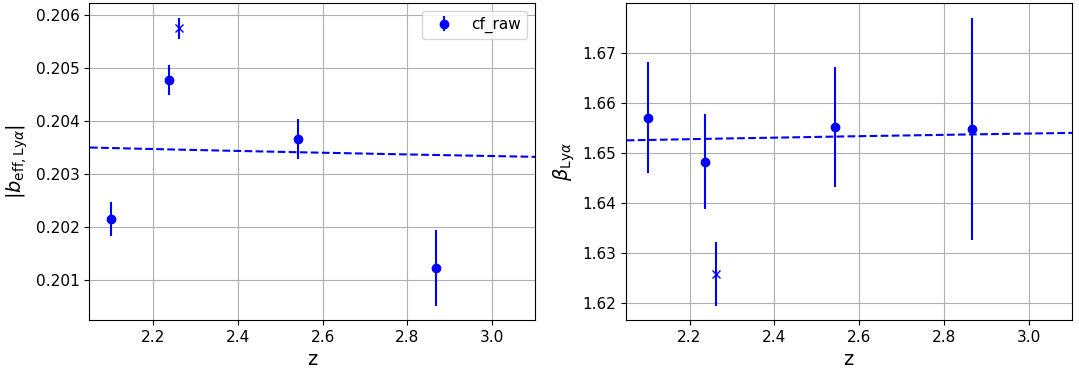 0.206
0.205
0.204
0.203
0.202
0.201
|b_eff, Lyα|
2.2 2.4 2.6 2.8 3.0
z
cf_raw
1.67
1.66
1.65
1.64
1.63
1.62
β_Lyα
2.2 2.4 2.6 2.8 3.0
z